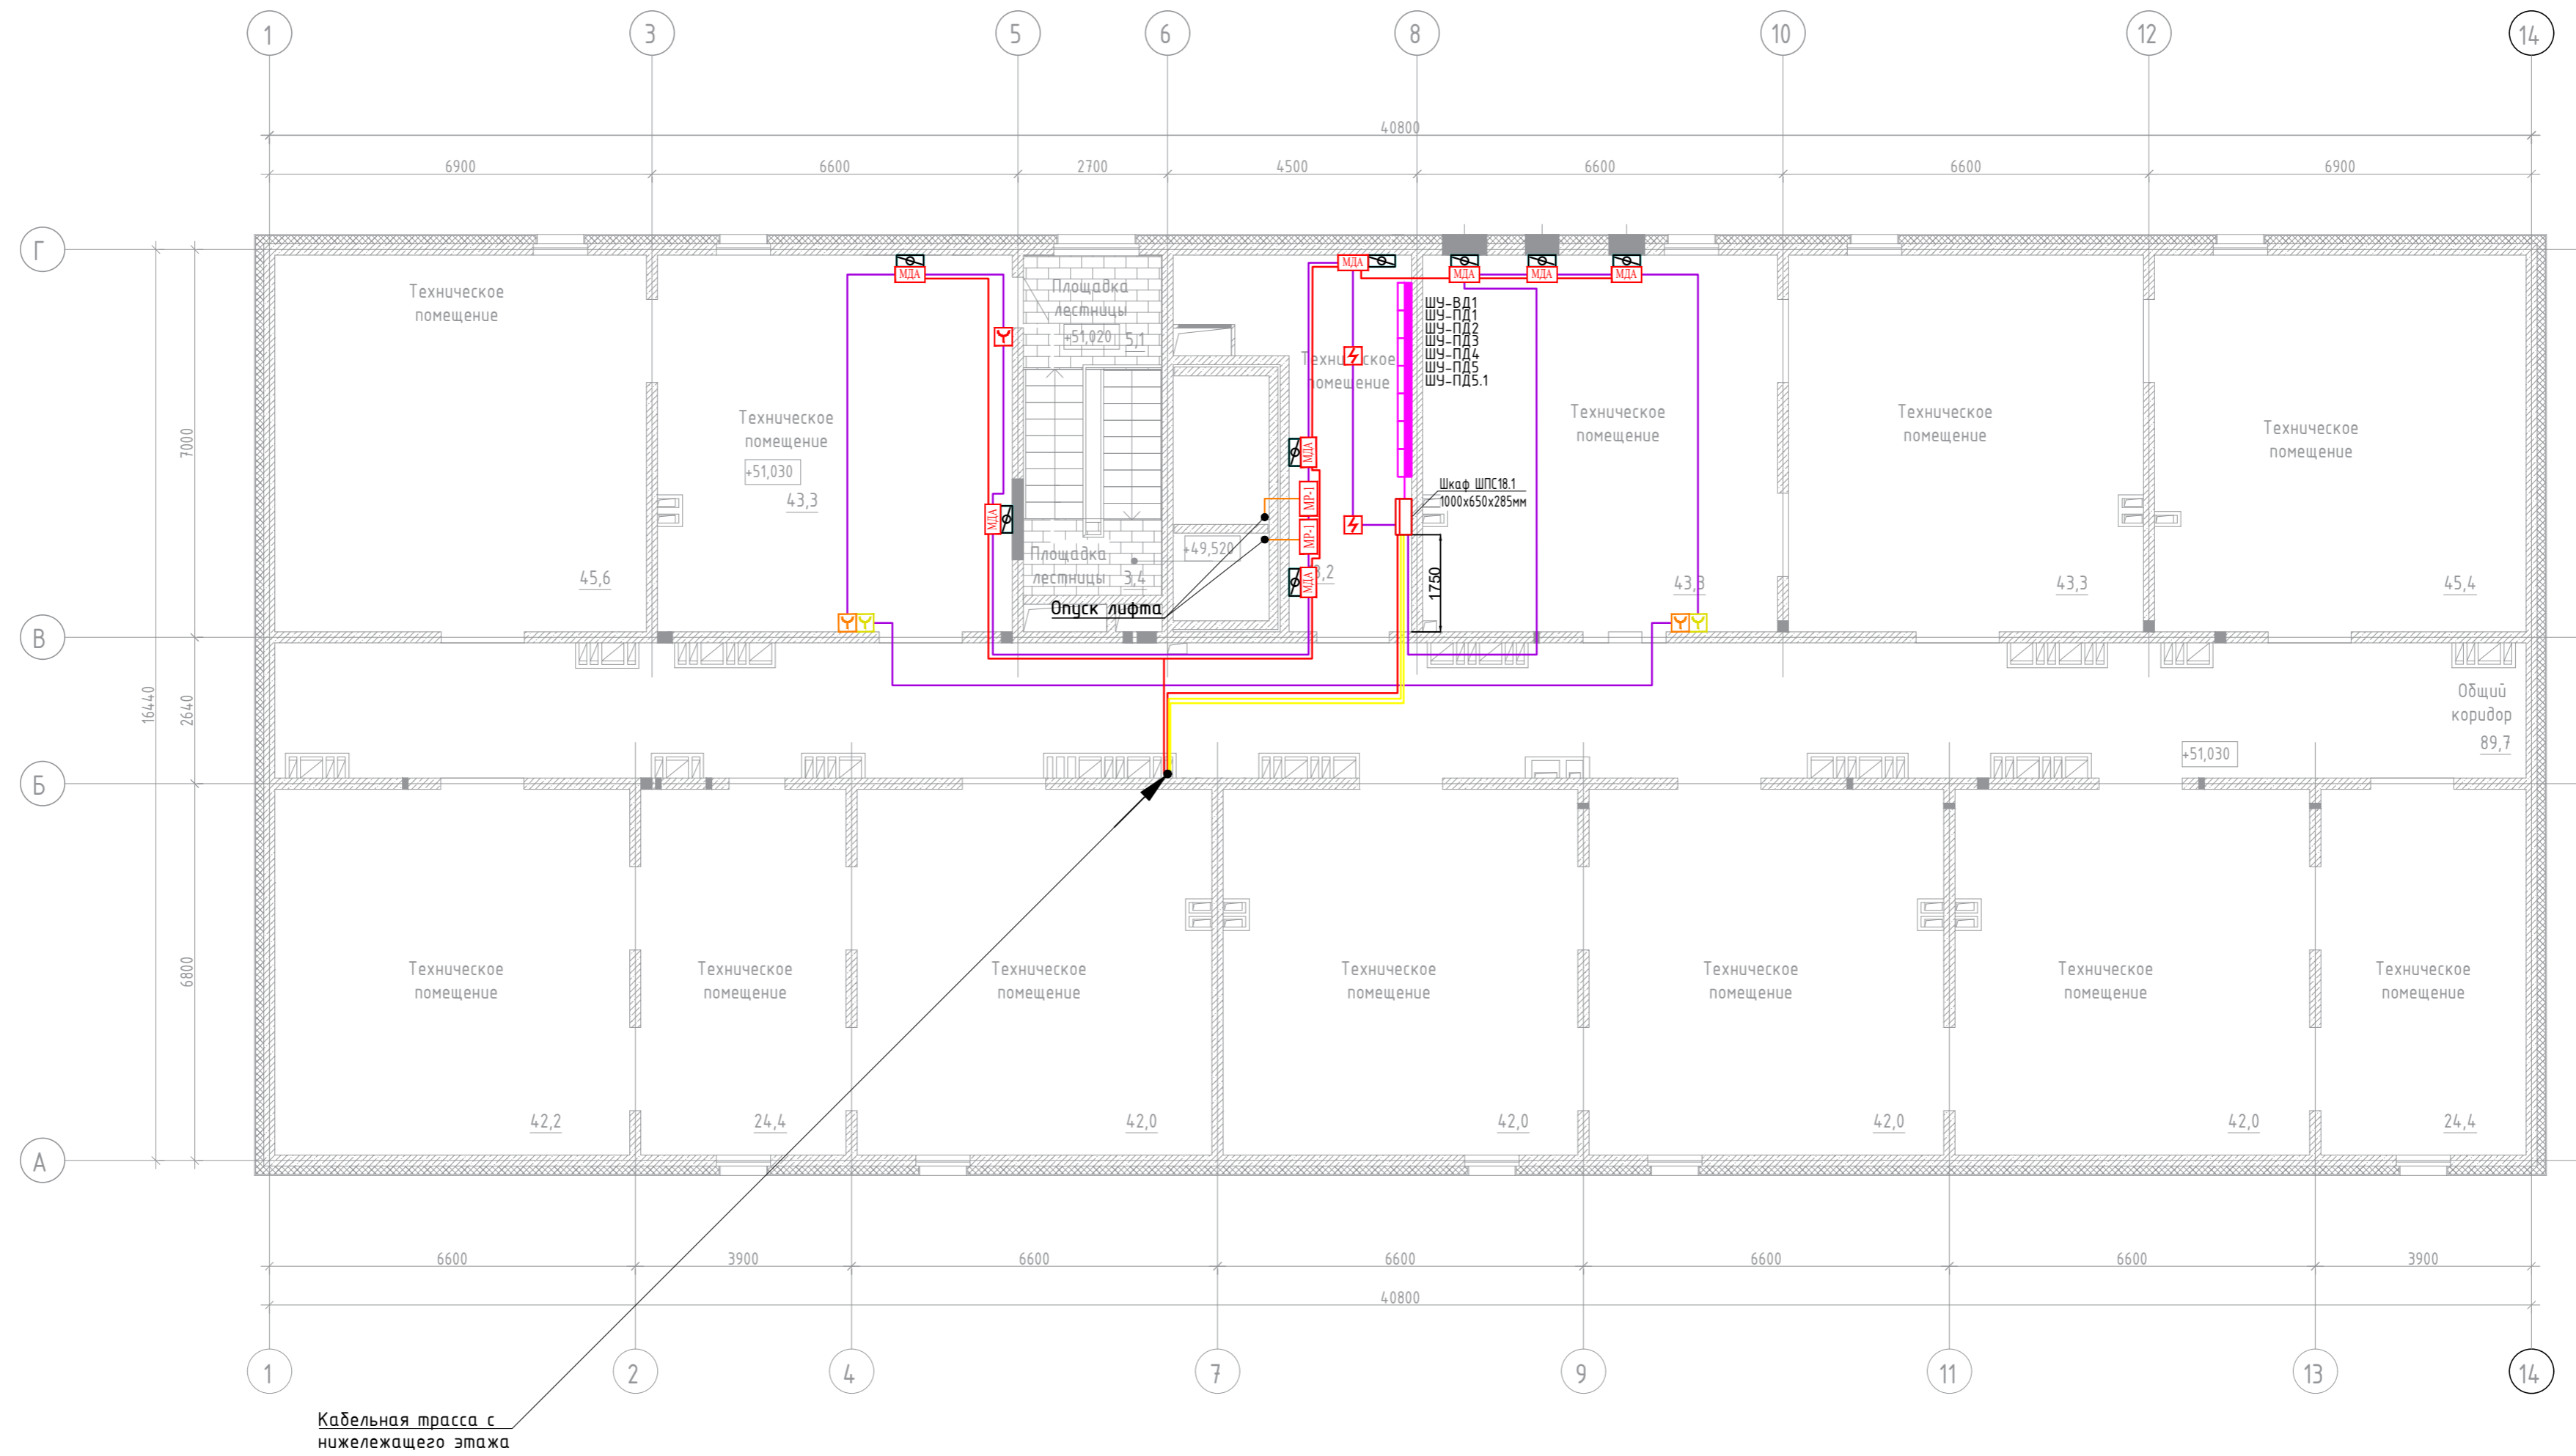 1
3
5
6
8
10
12
14
40800
6900
6600
2700
4500
6600
6600
6900
Г
В
Б
А
7000
2640
6800
16440
Техническое
помещение
45,6
Техническое
помещение
+51,030
43,3
МДА
МДА
Площадка
лестницы
+51,020
5,1
Площадка
лестницы
3,4
+49,520
Опуск лифта
МДА
МДА
МР-1
МР-1
МДА
Техническое
помещение
МДА
МДА
МДА
ШУ-ВД1
ШУ-ПД1
ШУ-ПД2
ШУ-ПД3
ШУ-ПД4
ШУ-ПД5
ШУ-ПД5.1
Шкаф ШПС18.1
1000х650х285мм
1750
Техническое
помещение
43,3
Техническое
помещение
43,3
Техническое
помещение
45,4
Общий
коридор
89,7
+51,030
Техническое
помещение
42,2
Техническое
помещение
24,4
Техническое
помещение
42,0
Техническое
помещение
42,0
Техническое
помещение
42,0
Техническое
помещение
42,0
Техническое
помещение
24,4
6600
3900
6600
6600
6600
6600
3900
40800
1
2
4
7
9
11
13
14
Кабельная трасса с
нижележащего этажа